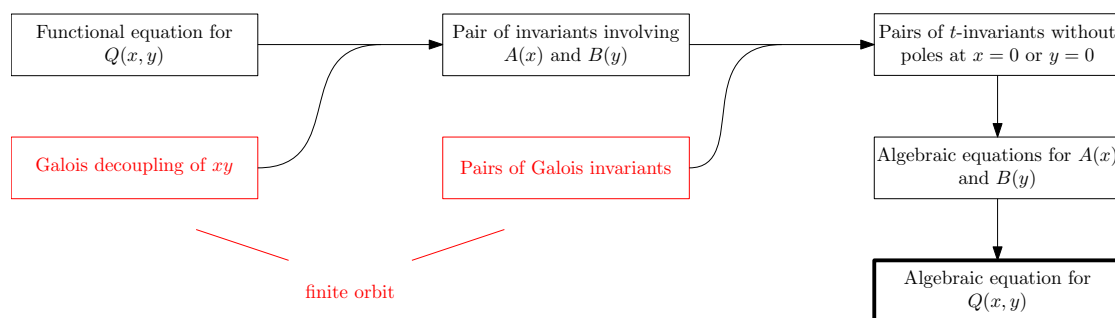 Functional equation for
Q(x, y)
Pair of invariants involving
A(x) and B(y)
Pairs of t-invariants without
poles at x = 0 or y = 0
Galois decoupling of xy
Pairs of Galois invariants
Algebraic equations for A(x)
and B(y)
finite orbit
Algebraic equation for
Q(x, y)